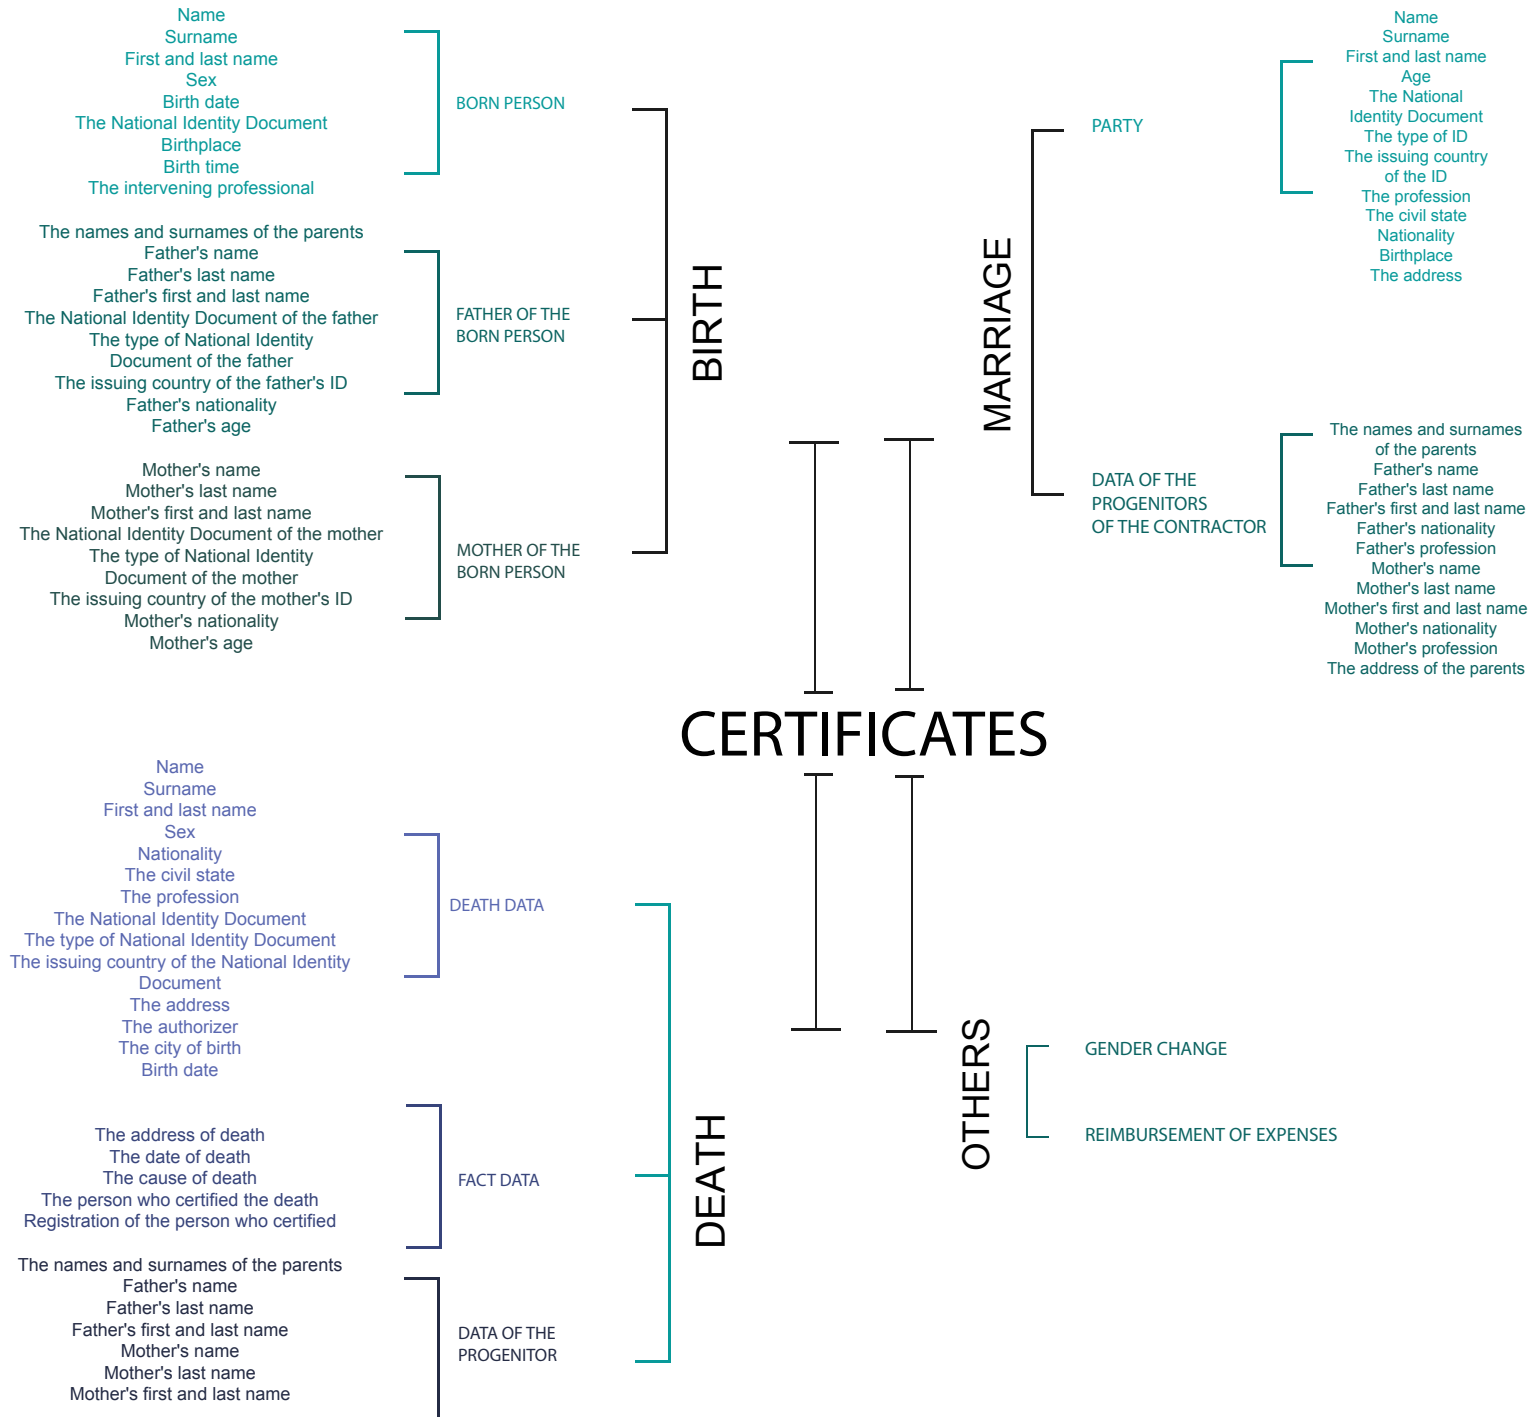 Name
Surname
First and last name
Sex
Birth date
The National Identity Document
Birthplace
Birth time
The intervening professional
BORN PERSON
The names and surnames of the parents
Father's name
Father's last name
Father's first and last name
The National Identity Document of the father
The type of National Identity
Document of the father
The issuing country of the father's ID
Father's nationality
Father's age
FATHER OF THE
BORN PERSON
Mother's name
Mother's last name
Mother's first and last name
The National Identity Document of the mother
The type of National Identity
Document of the mother
The issuing country of the mother's ID
Mother's nationality
Mother's age
MOTHER OF THE
BORN PERSON
BIRTH
MARRIAGE
PARTY
Name
Surname
First and last name
Age
The National
Identity Document
The type of ID
The issuing country
of the ID
The profession
The civil state
Nationality
Birthplace
The address
DATA OF THE
PROGENITORS
OF THE CONTRACTOR
The names and surnames
of the parents
Father's name
Father's last name
Father's first and last name
Father's nationality
Father's profession
Mother's name
Mother's last name
Mother's first and last name
Mother's nationality
Mother's profession
The address of the parents
CERTIFICATES
Name
Surname
First and last name
Sex
Nationality
The civil state
The profession
The National Identity Document
The type of National Identity Document
The issuing country of the National Identity
Document
The address
The authorizer
The city of birth
Birth date
DEATH DATA
The address of death
The date of death
The cause of death
The person who certified the death
Registration of the person who certified
FACT DATA
The names and surnames of the parents
Father's name
Father's last name
Father's first and last name
Mother's name
Mother's last name
Mother's first and last name
DATA OF THE
PROGENITOR
DEATH
OTHERS
GENDER CHANGE
REIMBURSEMENT OF EXPENSES